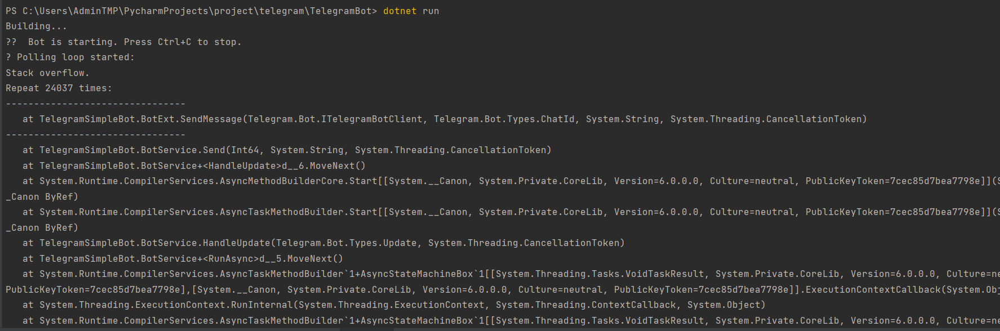 PS C:\Users\AdminTMP\PycharmProjects\project\telegram\TelegramBot> dotnet run
Building...
??  Bot is starting. Press Ctrl+C to stop.
? Polling loop started:
Stack overflow.
Repeat 24037 times:
--------------------------------
   at TelegramSimpleBot.BotExt.SendMessage(Telegram.Bot.ITelegramBotClient, Telegram.Bot.Types.ChatId, System.String, System.Threading.CancellationToken)
--------------------------------
   at TelegramSimpleBot.BotService.Send(Int64, System.String, System.Threading.CancellationToken)
   at TelegramSimpleBot.BotService+<HandleUpdate>d__6.MoveNext()
   at System.Runtime.CompilerServices.AsyncMethodBuilderCore.Start[[System.__Canon, System.Private.CoreLib, Version=6.0.0.0, Culture=neutral, PublicKeyToken=7cec85d7bea7798e]](S
_Canon ByRef)
   at System.Runtime.CompilerServices.AsyncTaskMethodBuilder.Start[[System.__Canon, System.Private.CoreLib, Version=6.0.0.0, Culture=neutral, PublicKeyToken=7cec85d7bea7798e]](S
_Canon ByRef)
   at TelegramSimpleBot.BotService.HandleUpdate(Telegram.Bot.Types.Update, System.Threading.CancellationToken)
   at TelegramSimpleBot.BotService+<RunAsync>d__5.MoveNext()
   at System.Runtime.CompilerServices.AsyncTaskMethodBuilder`1+AsyncStateMachineBox`1[[System.Threading.Tasks.VoidTaskResult, System.Private.CoreLib, Version=6.0.0.0, Culture=ne
PublicKeyToken=7cec85d7bea7798e],[System.__Canon, System.Private.CoreLib, Version=6.0.0.0, Culture=neutral, PublicKeyToken=7cec85d7bea7798e]].ExecutionContextCallback(System.Obj
   at System.Threading.ExecutionContext.RunInternal(System.Threading.ExecutionContext, System.Threading.ContextCallback, System.Object)
   at System.Runtime.CompilerServices.AsyncTaskMethodBuilder`1+AsyncStateMachineBox`1[[System.Threading.Tasks.VoidTaskResult, System.Private.CoreLib, Version=6.0.0.0, Culture=ne